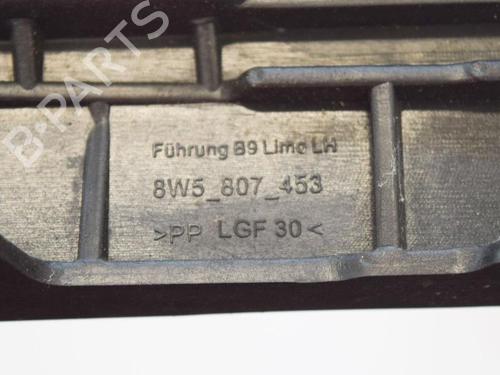 B-PARTS
Führung B9 Limo LH
8W5_807_453
>PP LGF 30<